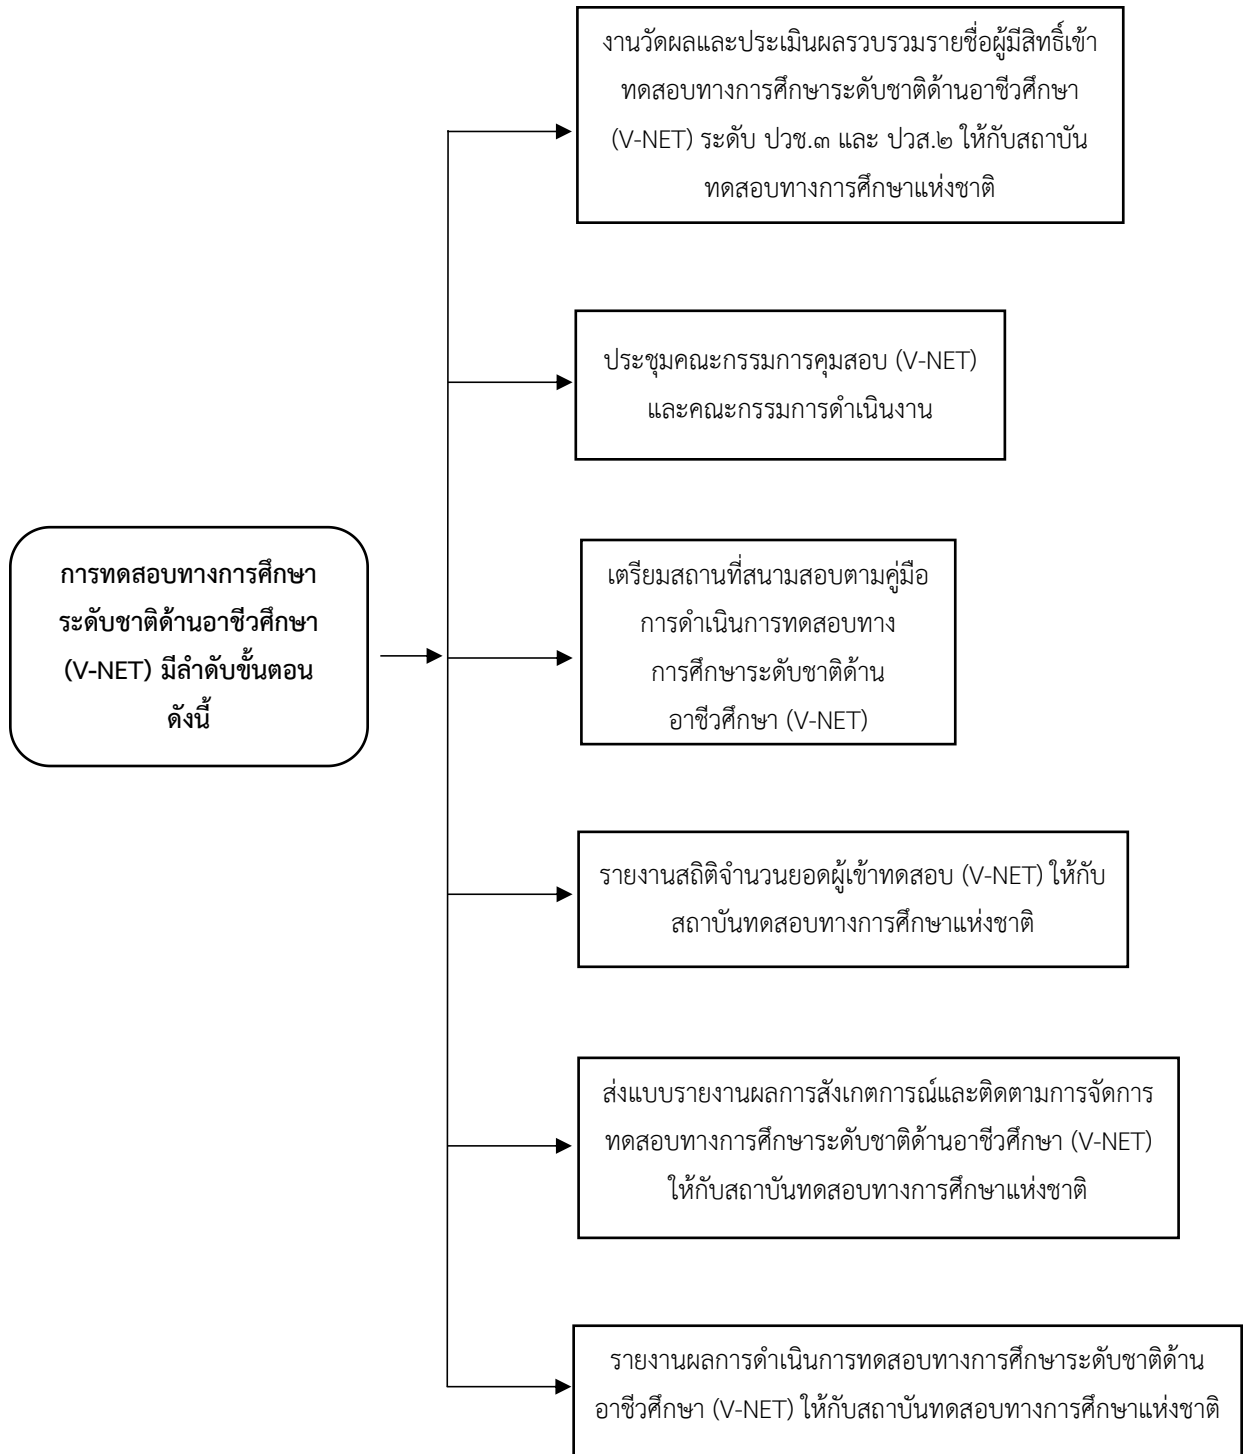 งานวัดผลและประเมินผลรวบรวมรายชื่อผู้มีสิทธิ์เข้า
ทดสอบทางการศึกษาระดับชาติด้านอาชีวศึกษา
(V-NET) ระดับ ปวช.๓ และ ปวส.๒ ให้กับสถาบัน
ทดสอบทางการศึกษาแห่งชาติ
ประชุมคณะกรรมการคุมสอบ (V-NET)
และคณะกรรมการดำเนินงาน
การทดสอบทางการศึกษา
ระดับชาติด้านอาชีวศึกษา
(V-NET) มีลำดับขั้นตอน
ดังนี้
เตรียมสถานที่สนามสอบตามคู่มือ
การดำเนินการทดสอบทาง
การศึกษาระดับชาติด้าน
อาชีวศึกษา (V-NET)
รายงานสถิติจำนวนยอดผู้เข้าทดสอบ (V-NET) ให้กับ
สถาบันทดสอบทางการศึกษาแห่งชาติ
ส่งแบบรายงานผลการสังเกตการณ์และติดตามการจัดการ
ทดสอบทางการศึกษาระดับชาติด้านอาชีวศึกษา (V-NET)
ให้กับสถาบันทดสอบทางการศึกษาแห่งชาติ
รายงานผลการดำเนินการทดสอบทางการศึกษาระดับชาติด้าน
อาชีวศึกษา (V-NET) ให้กับสถาบันทดสอบทางการศึกษาแห่งชาติ